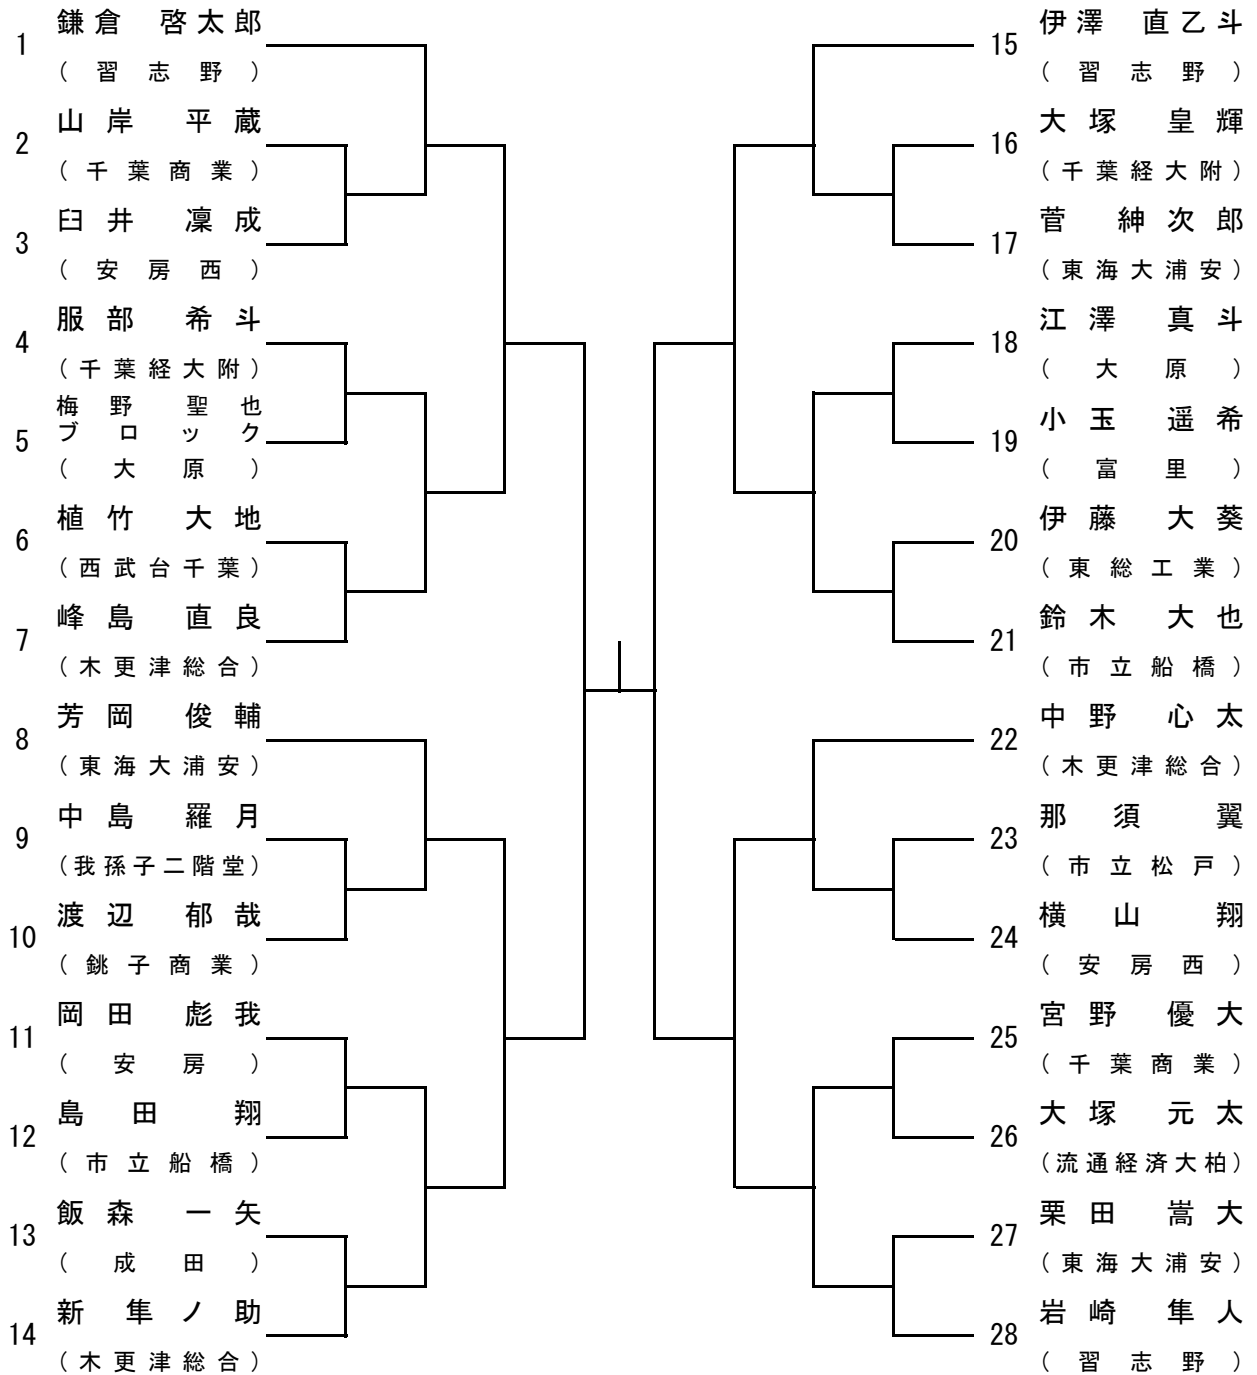 1 鎌倉 啓太郎
(習志野)
2 山岸 平蔵
(千葉商業)
3 臼井 凜成
(安房西)
4 服部 希斗
(千葉経大附)
5 梅野 聖也
ブロック
(大原)
6 植竹 大地
(西武台千葉)
7 峰島 直良
(木更津総合)
8 芳岡 俊輔
(東海大浦安)
9 中島 羅月
(我孫子二階堂)
10 渡辺 郁哉
(銚子商業)
11 岡田 彪我
(安房)
12 島田 翔
(市立船橋)
13 飯森 一矢
(成田)
14 新 隼ノ助
(木更津総合)
15 伊澤 直乙斗
(習志野)
16 大塚 皇輝
(千葉経大附)
17 菅 紳次郎
(東海大浦安)
18 江澤 真斗
(大原)
19 小玉 遥希
(富里)
20 伊藤 大葵
(東総工業)
21 鈴木 大也
(市立船橋)
22 中野 心太
(木更津総合)
23 那須 翼
(市立松戸)
24 横山 翔
(安房西)
25 宮野 優大
(千葉商業)
26 大塚 元太
(流通経済大柏)
27 栗田 嵩大
(東海大浦安)
28 岩崎 隼人
(習志野)